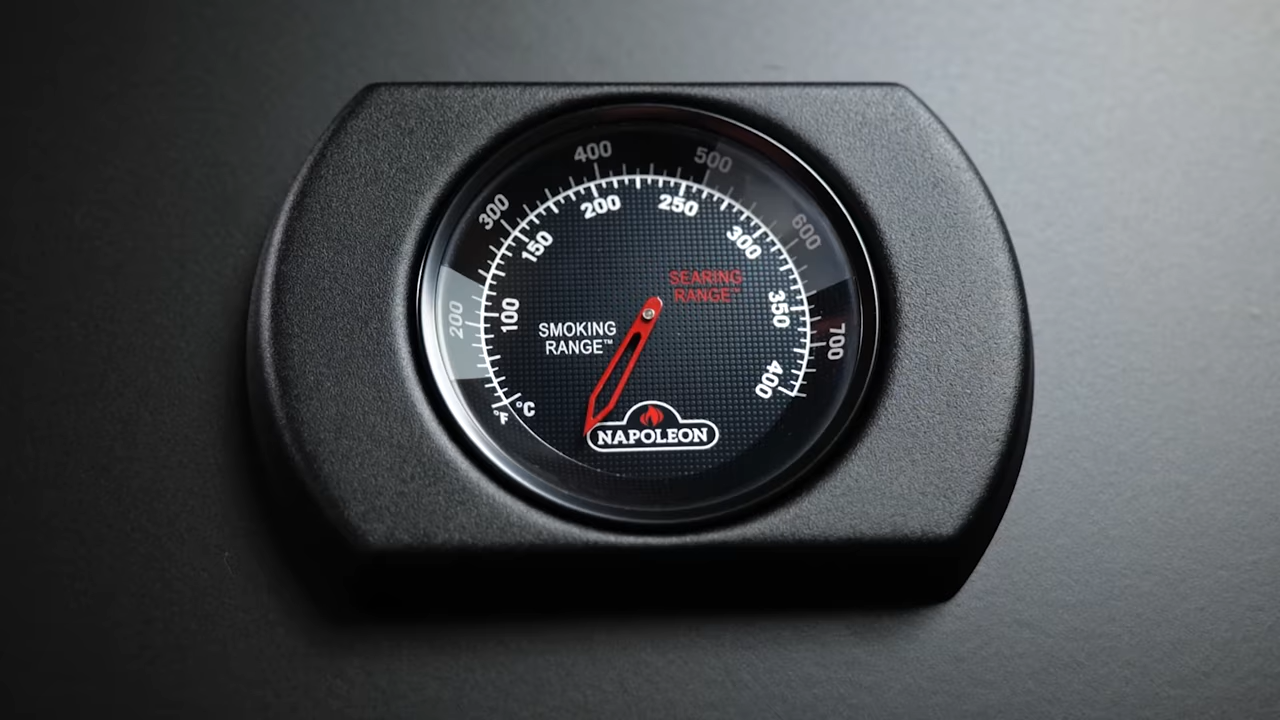 400
500
300
600
200
700
200
250
150
300
100
350
400
SEARING
RANGE™
SMOKING
RANGE™
°F
°C
NAPOLEON